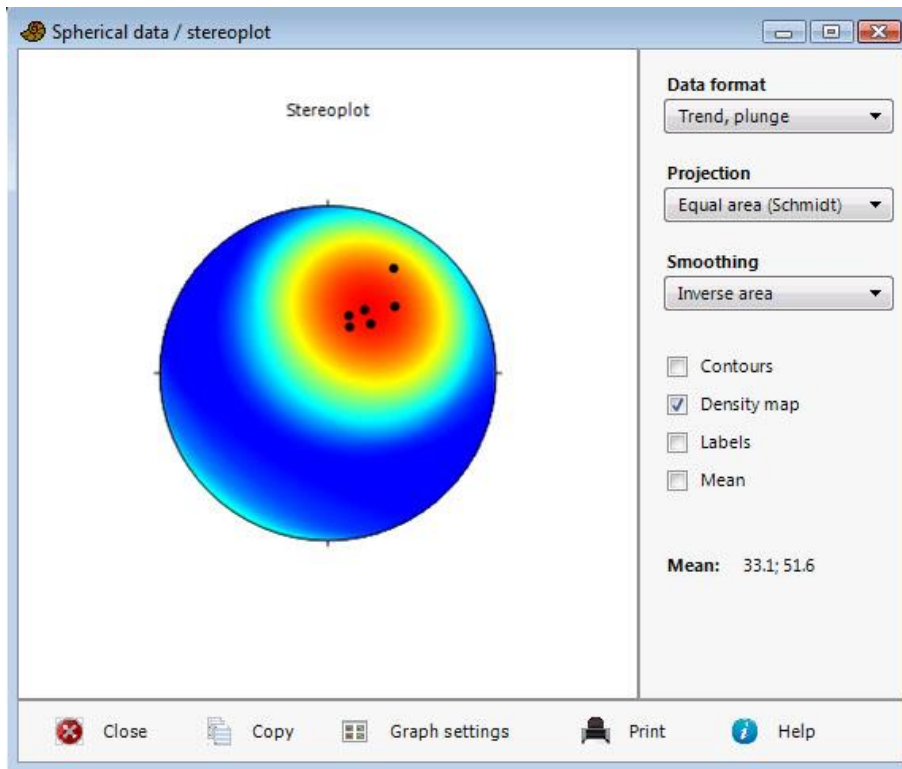 Spherical data / stereoplot
Stereoplot
Data format
Trend, plunge
Projection
Equal area (Schmidt)
Smoothing
Inverse area
Contours
Density map
Labels
Mean
Mean: 33.1; 51.6
Close Copy Graph settings Print Help